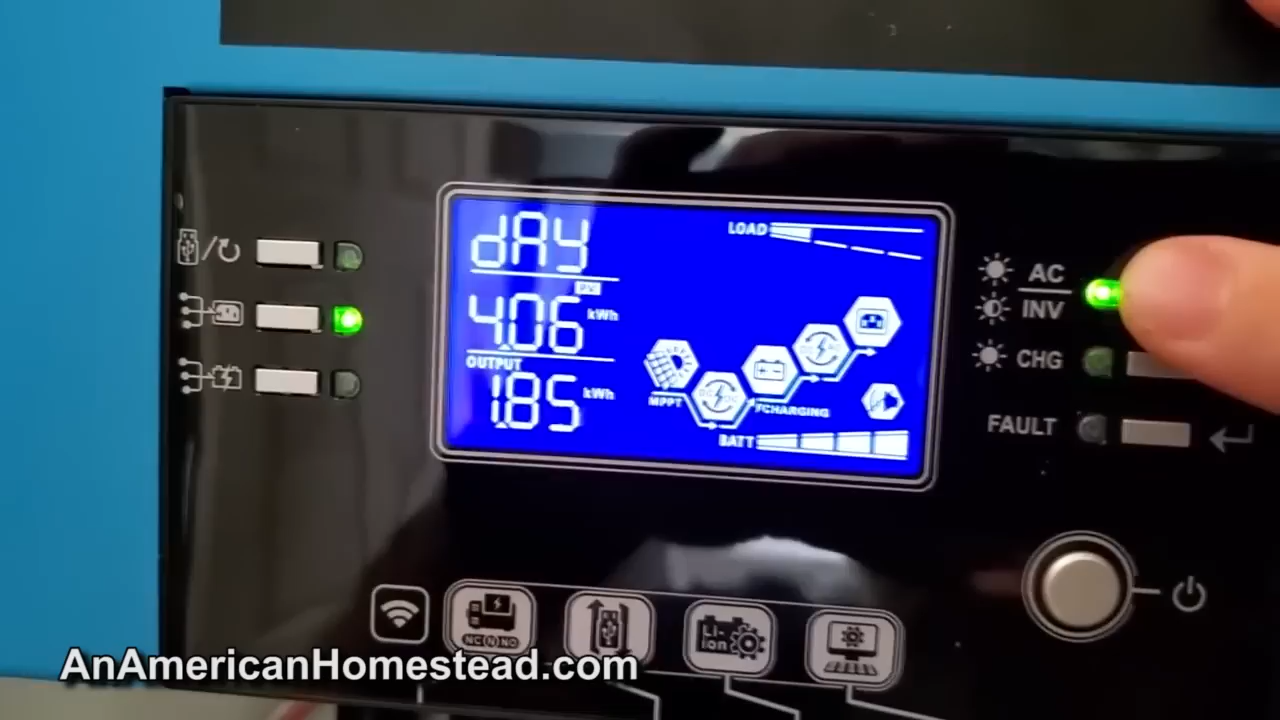 dAY
LOAD
PV
4.06 kWh
OUTPUT
1.85 kWh
MPPT
CHARGING
BATT
AC
INV
CHG
FAULT
NC N NO
Li-
ion
AnAmericanHomestead.com